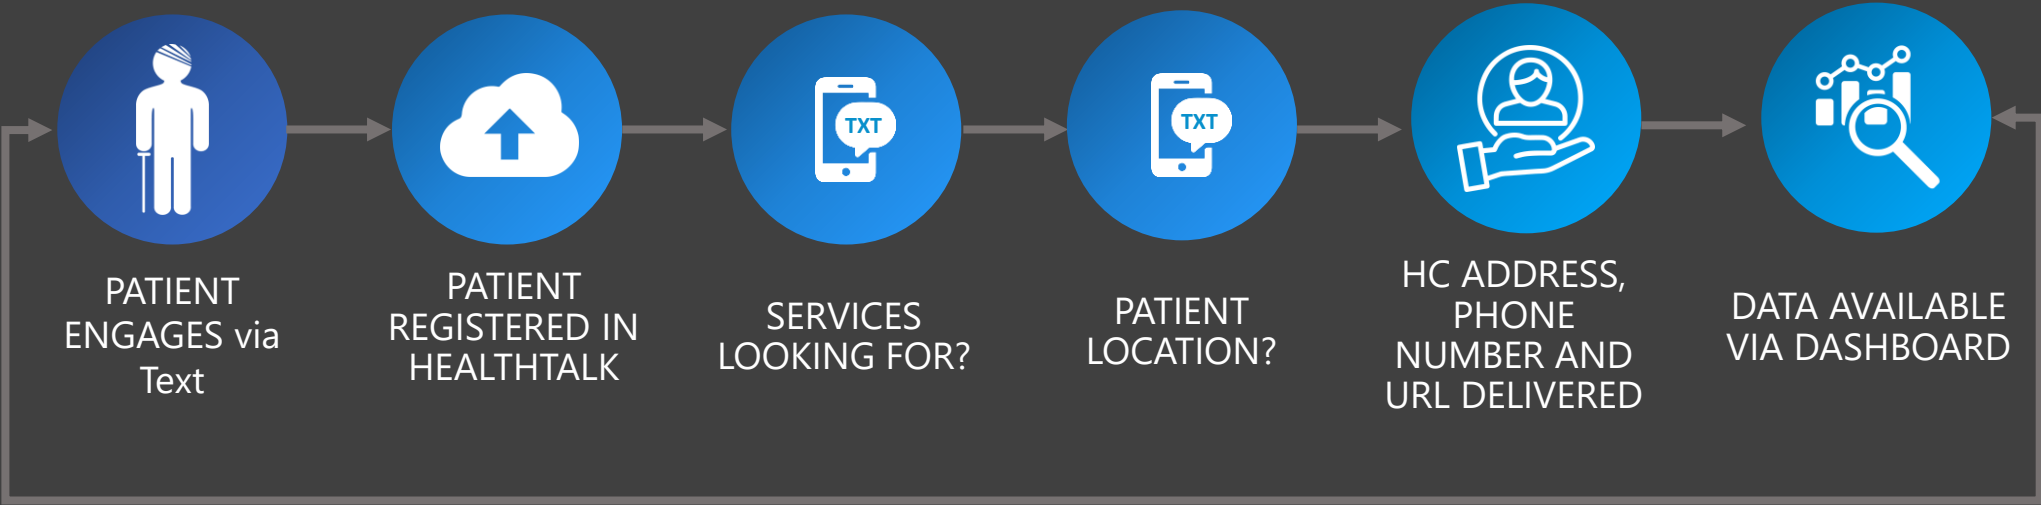 PATIENT
ENGAGES via
Text
PATIENT
REGISTERED IN
HEALTHTALK
TXT
SERVICES
LOOKING FOR?
TXT
PATIENT
LOCATION?
HC ADDRESS,
PHONE
NUMBER AND
URL DELIVERED
DATA AVAILABLE
VIA DASHBOARD